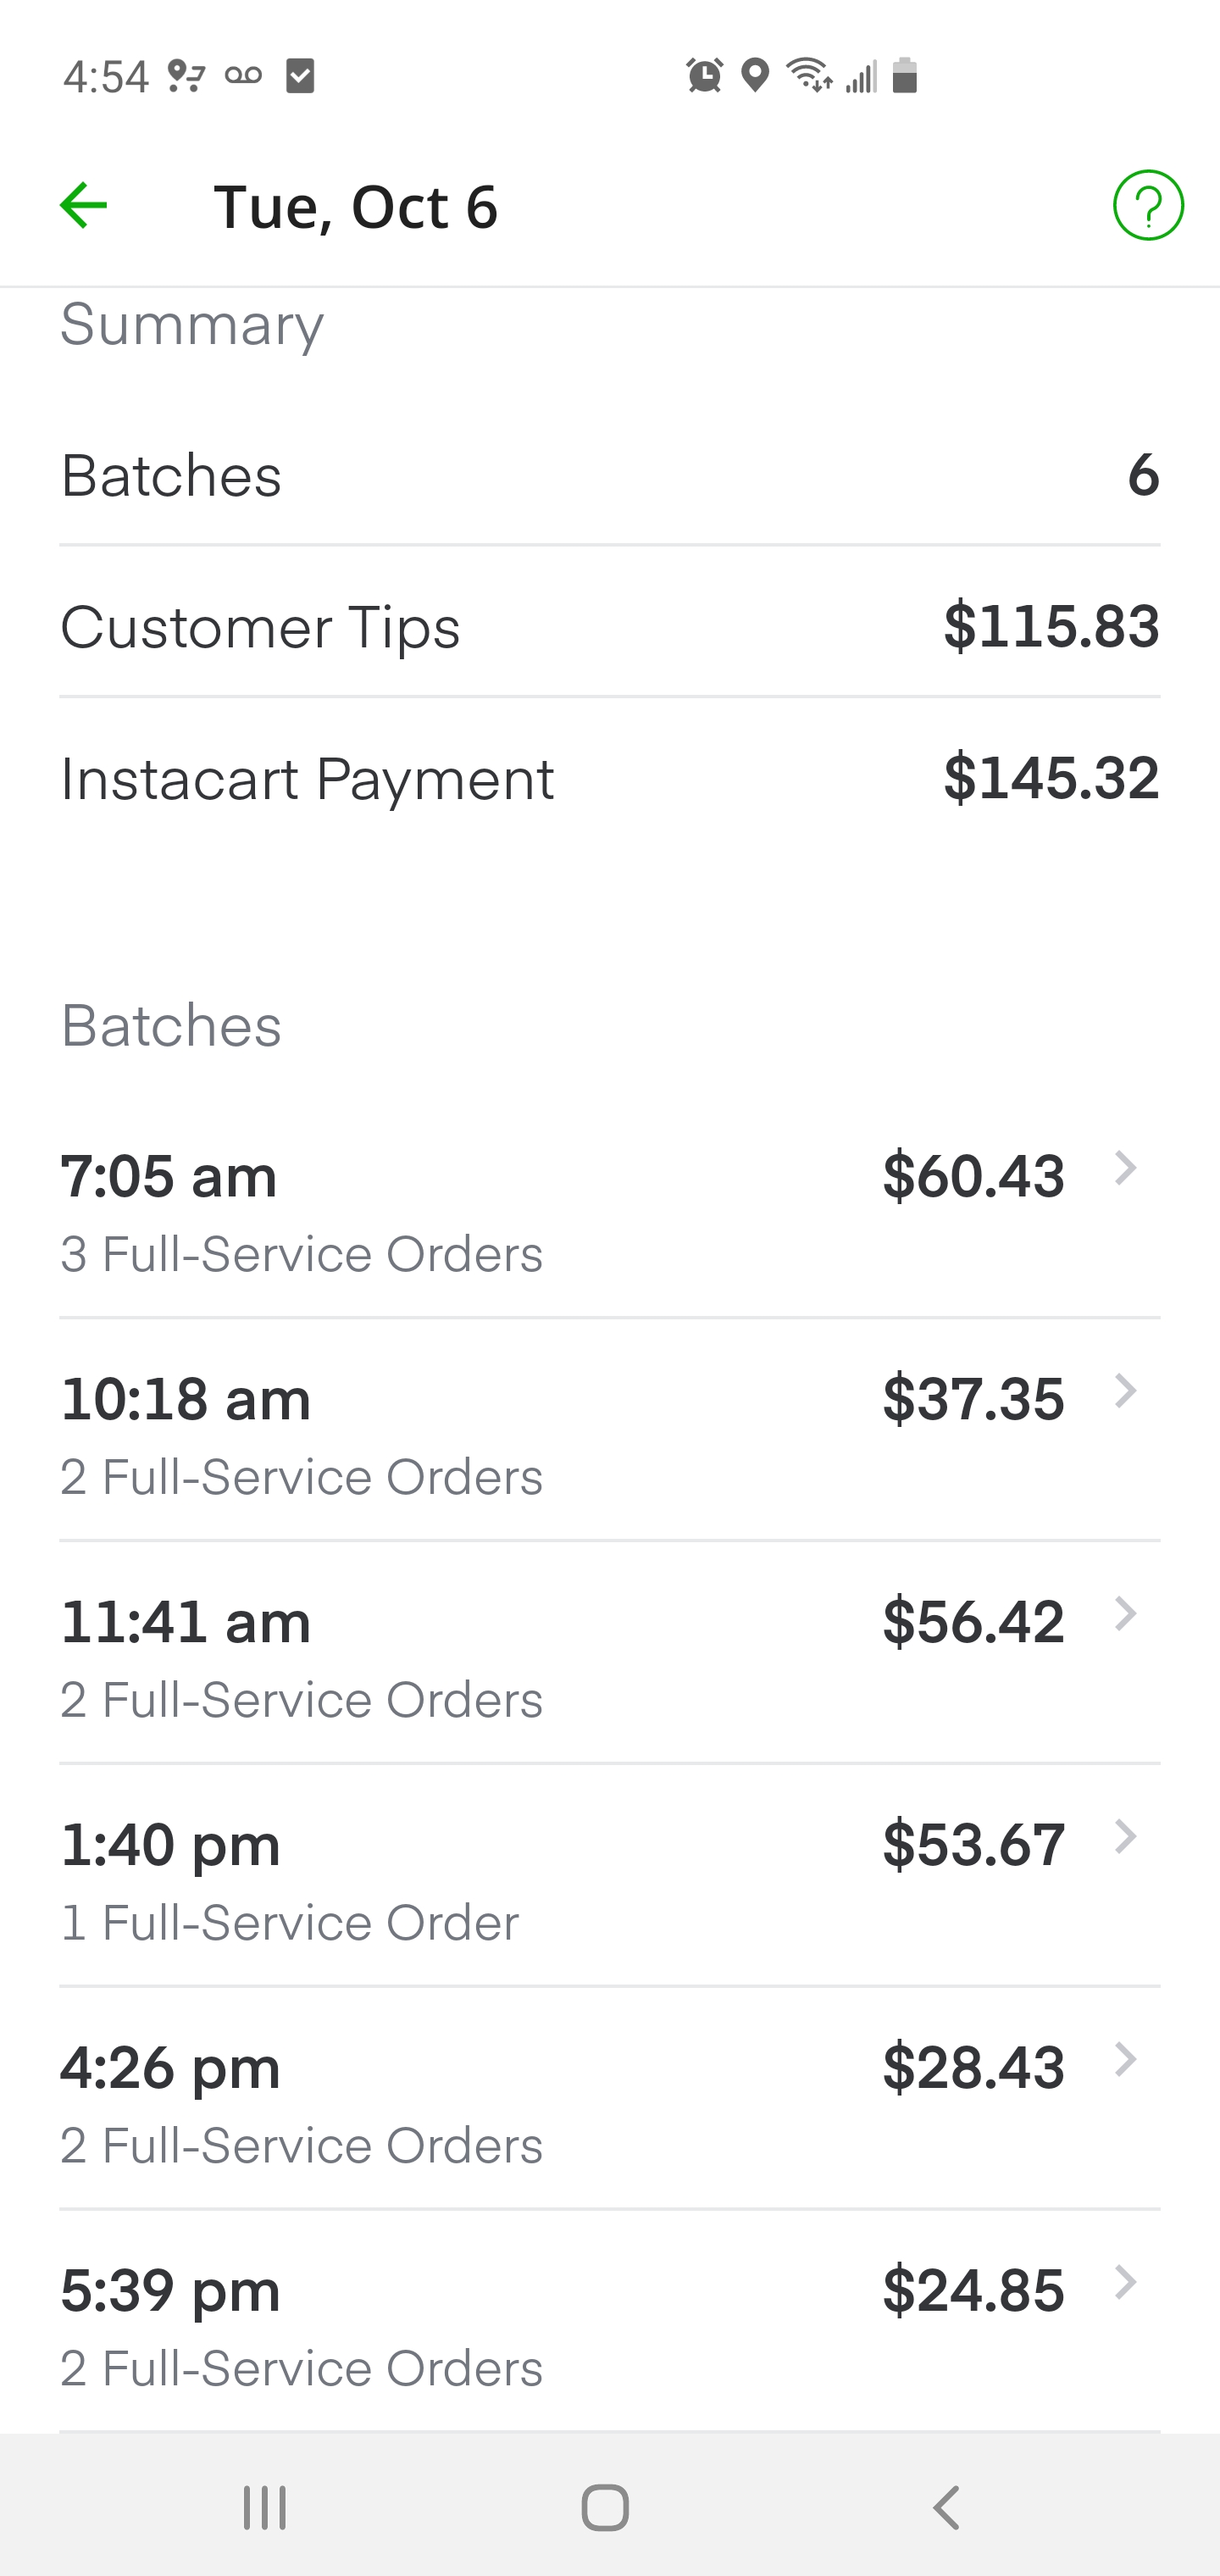 4:54
Tue, Oct 6
Summary
Batches 6
Customer Tips $115.83
Instacart Payment $145.32
Batches
7:05 am $60.43
3 Full-Service Orders
10:18 am $37.35
2 Full-Service Orders
11:41 am $56.42
2 Full-Service Orders
1:40 pm $53.67
1 Full-Service Order
4:26 pm $28.43
2 Full-Service Orders
5:39 pm $24.85
2 Full-Service Orders